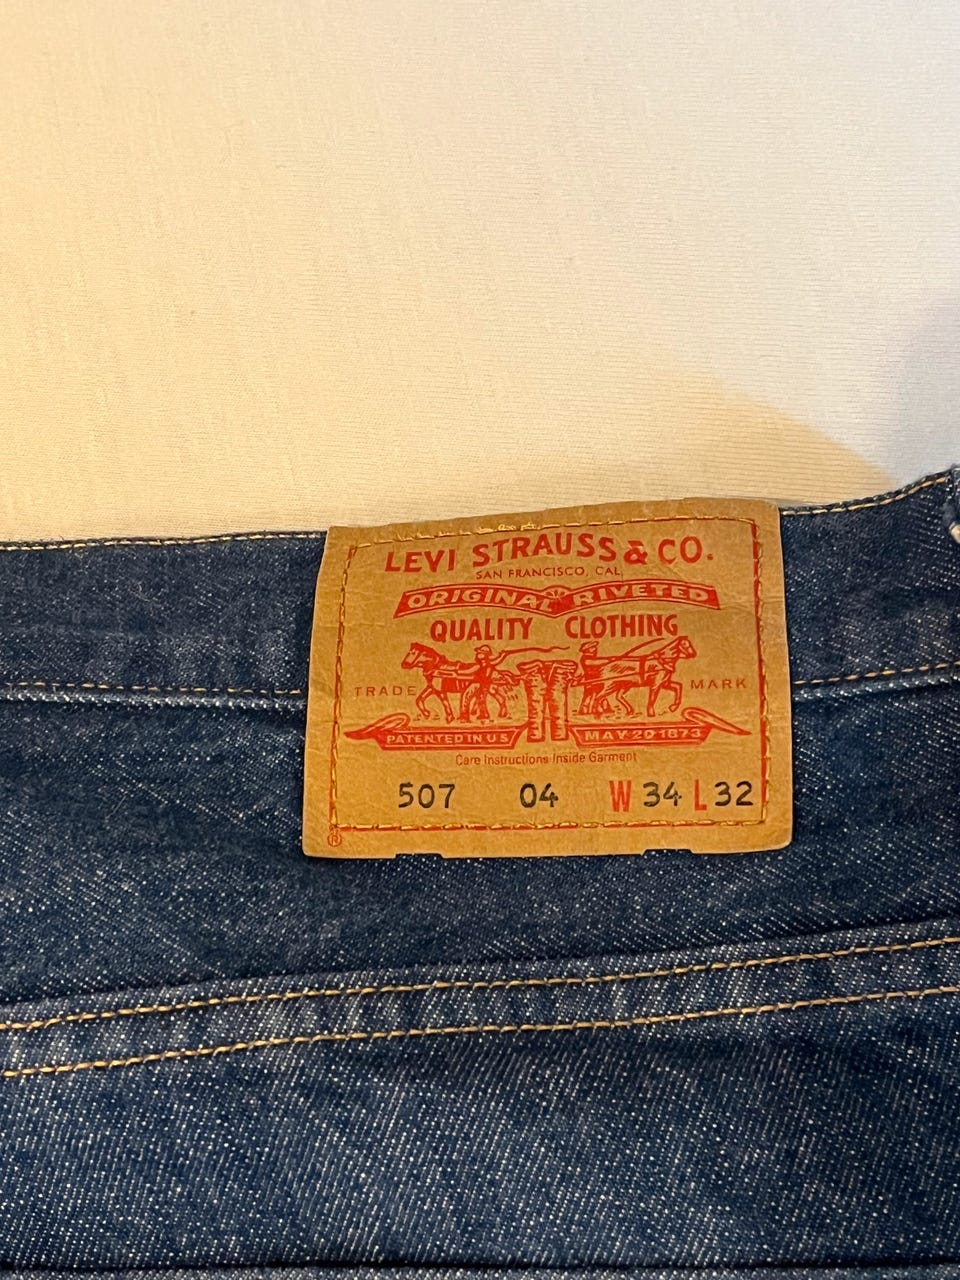 LEVI STRAUSS & CO.
SAN FRANCISCO, CAL.
ORIGINAL RIVETED
QUALITY CLOTHING
TRADE MARK
PATENTED IN U S MAY 20 1873
Care Instructions Inside Garment
507 04 W 34 L 32
®